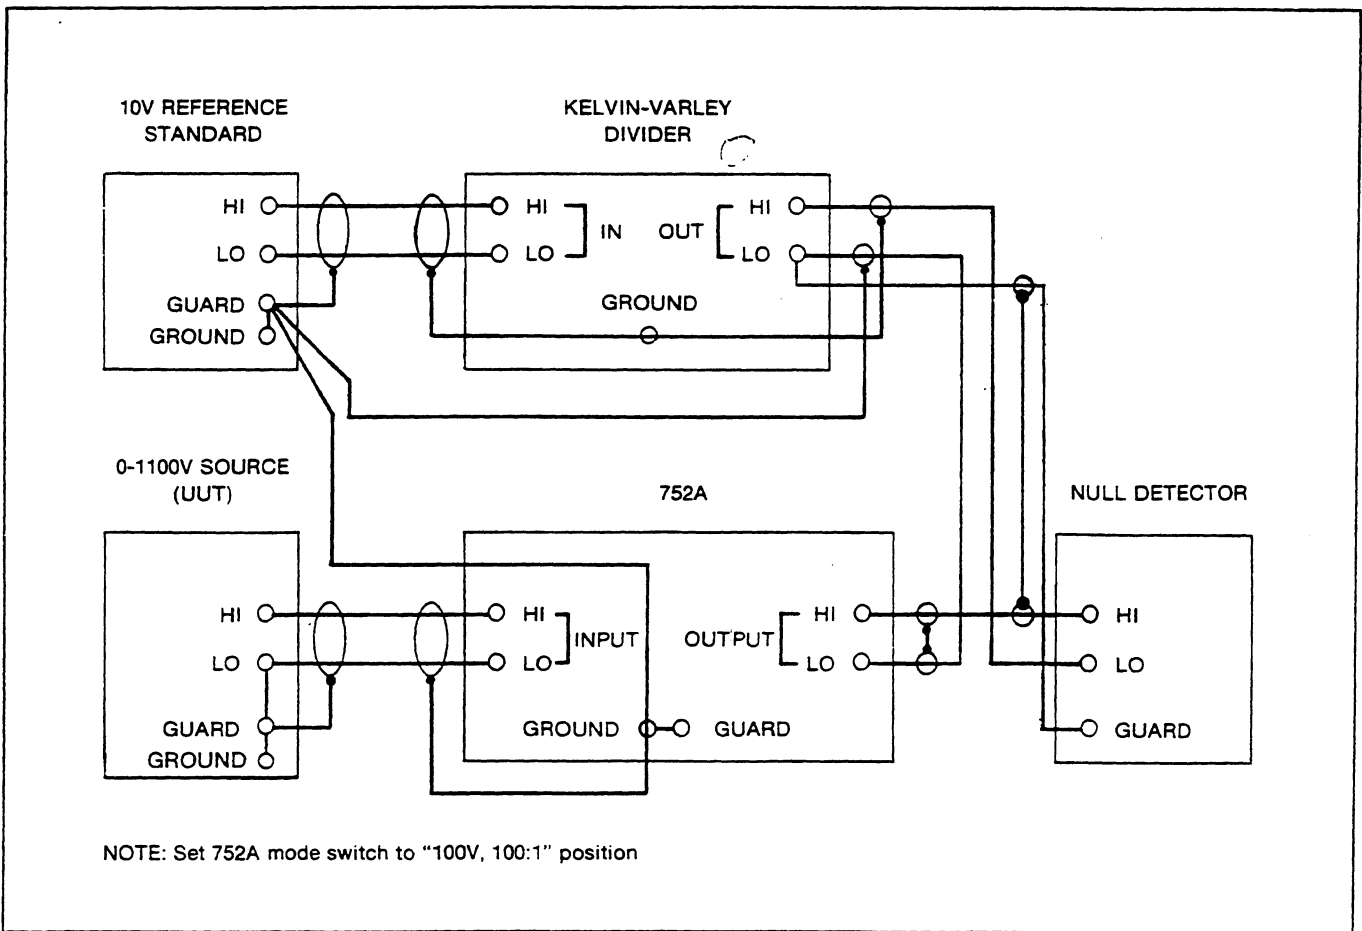 10V REFERENCE
STANDARD
HI
LO
GUARD
GROUND
KELVIN-VARLEY
DIVIDER
HI
LO
IN
OUT
HI
LO
GROUND
0-1100V SOURCE
(UUT)
HI
LO
GUARD
GROUND
752A
HI
LO
INPUT
OUTPUT
HI
LO
GROUND
GUARD
NULL DETECTOR
HI
LO
GUARD
NOTE: Set 752A mode switch to “100V, 100:1” position